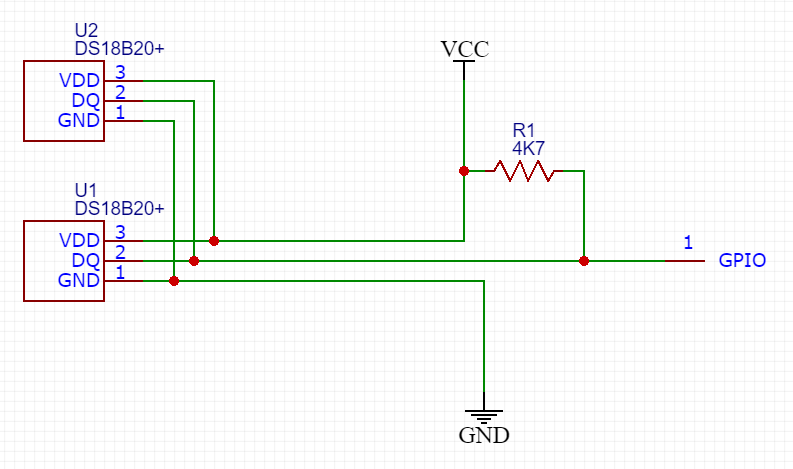 U2
DS18B20+
VDD 3
DQ 2
GND 1
U1
DS18B20+
VDD 3
DQ 2
GND 1
VCC
R1
4K7
1
GPIO
GND